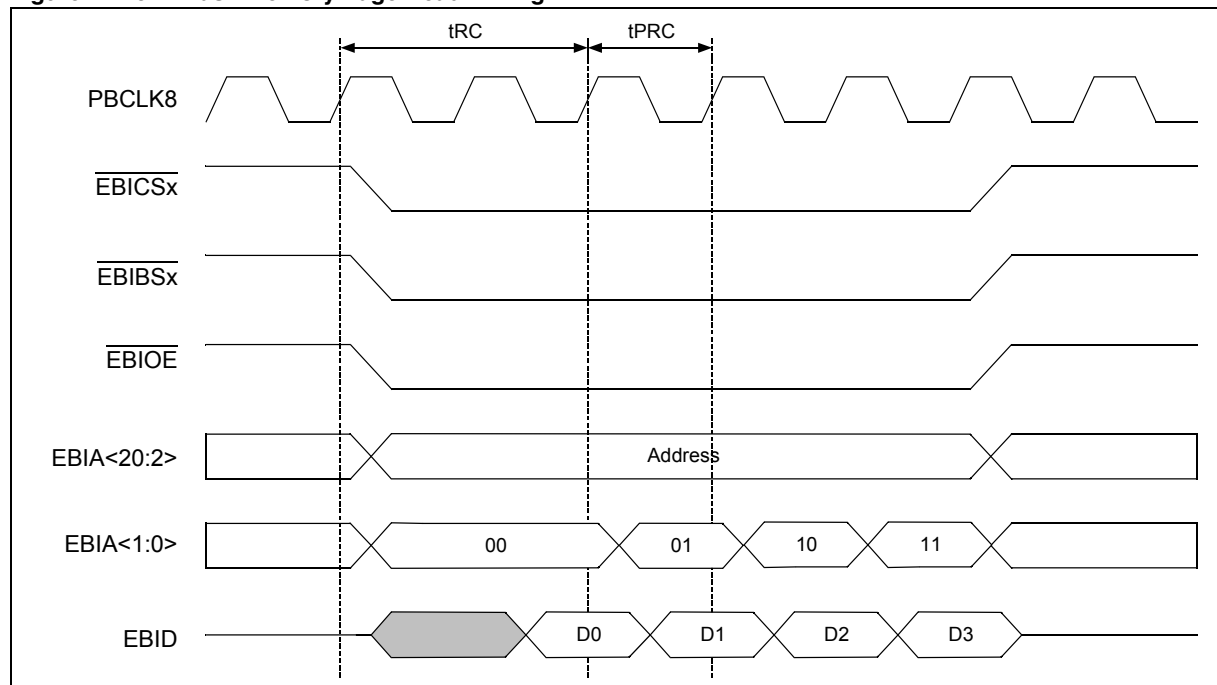 tRC tPRC
PBCLK8
EBICSx
EBIBSx
EBIOE
EBIA<20:2> Address
EBIA<1:0> 00 01 10 11
EBID D0 D1 D2 D3